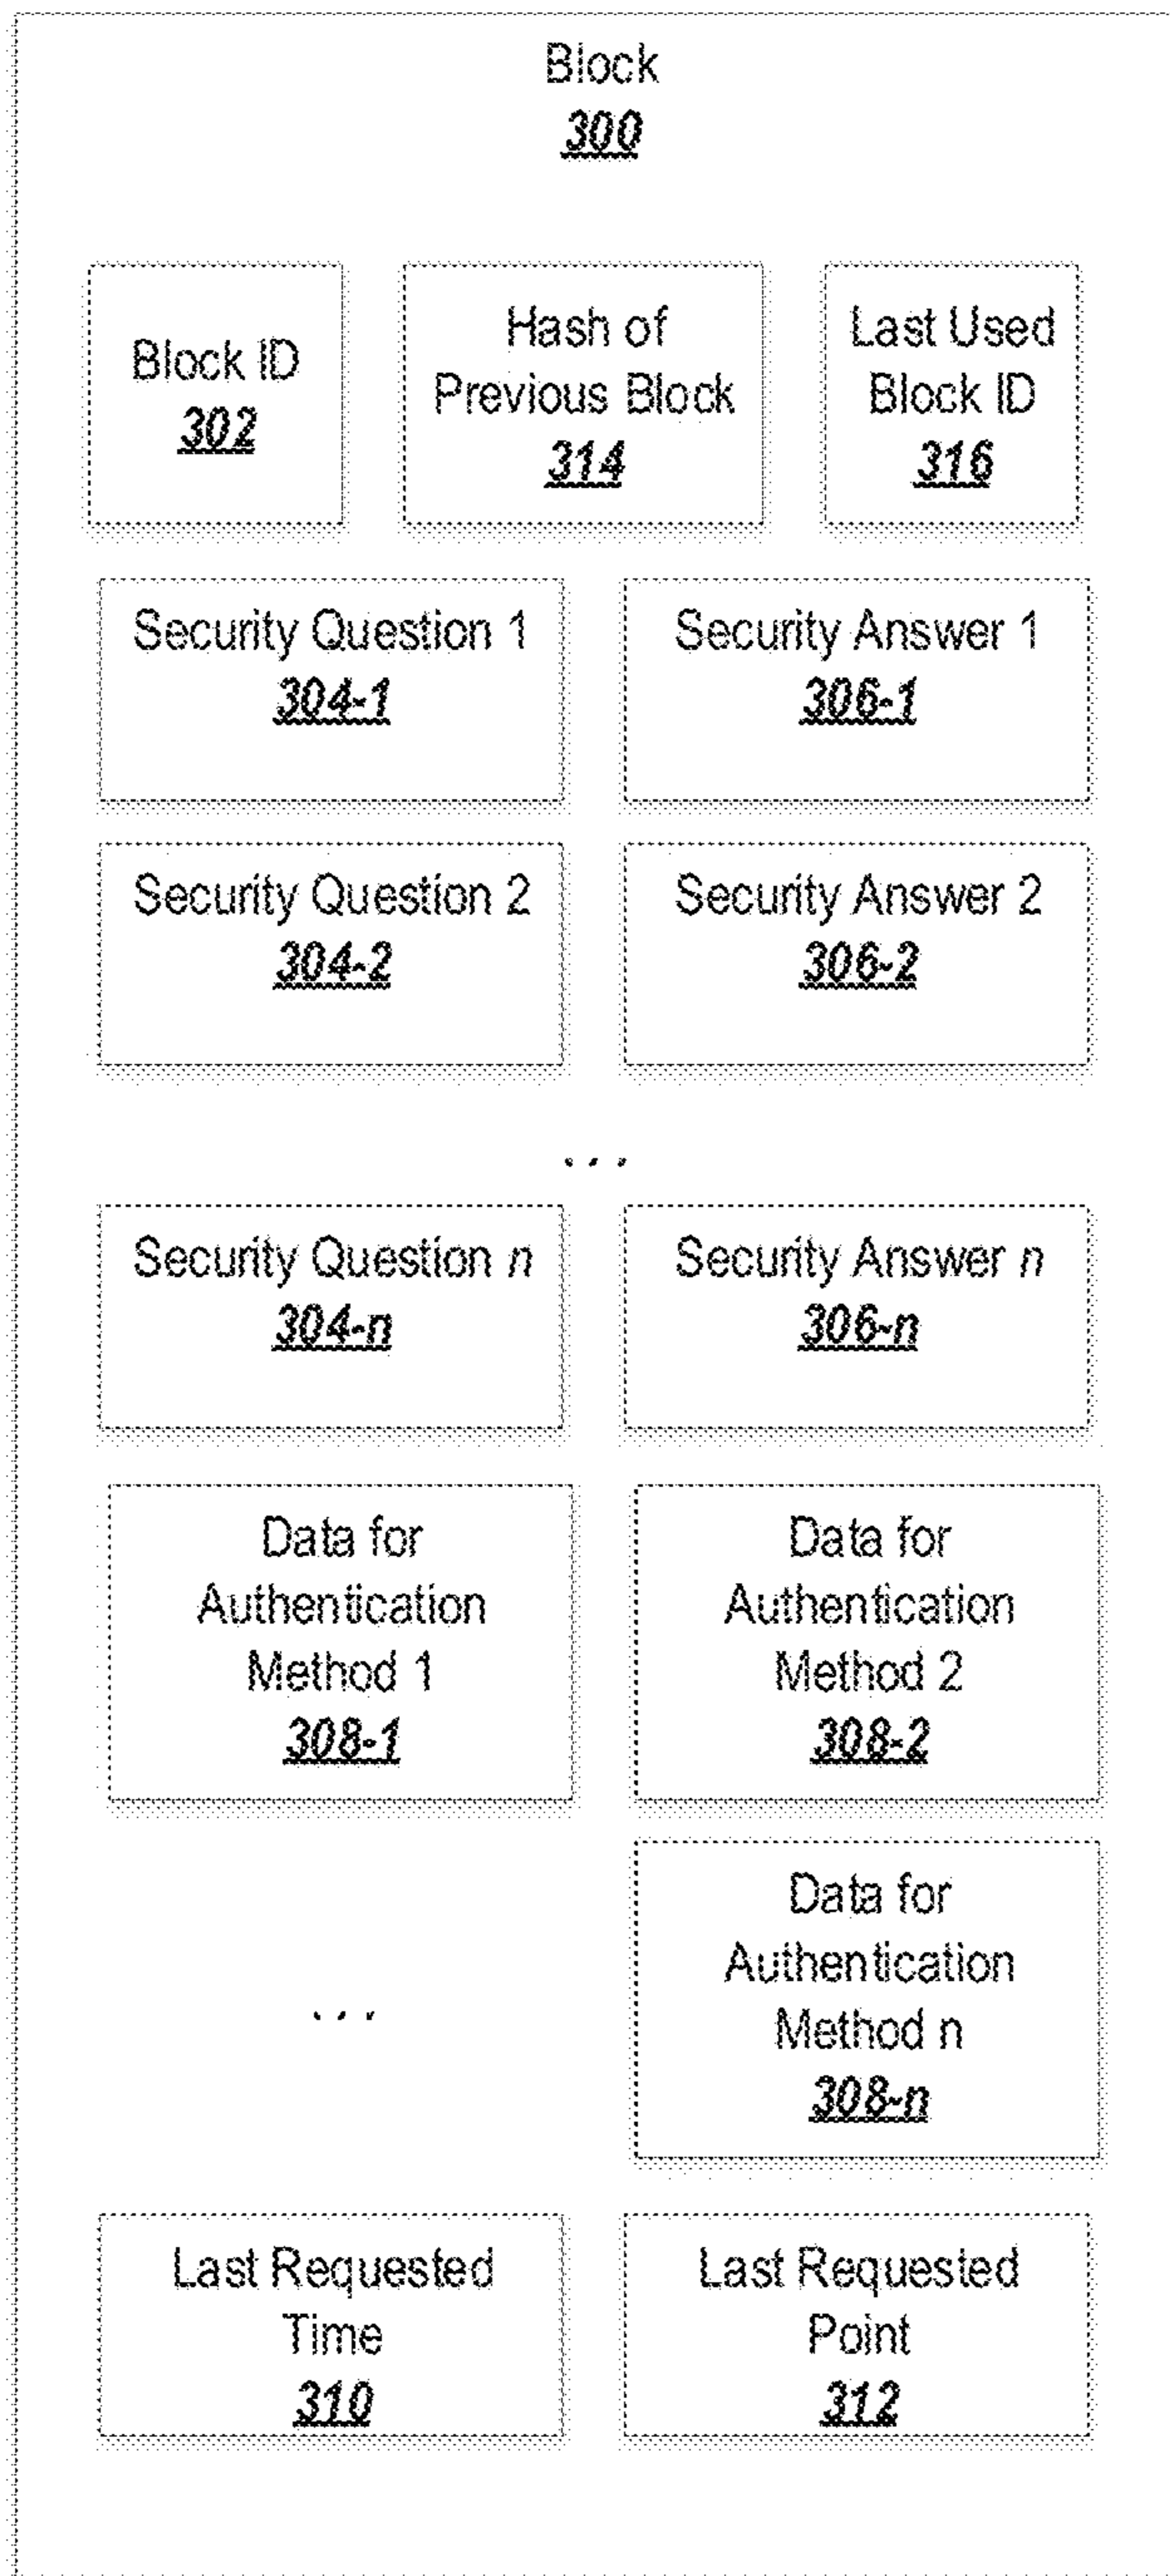 Block
300
Block ID
302
Hash of
Previous Block
314
Last Used
Block ID
316
Security Question 1
304-1
Security Answer 1
306-1
Security Question 2
304-2
Security Answer 2
306-2
...
Security Question n
304-n
Security Answer n
306-n
Data for
Authentication
Method 1
308-1
Data for
Authentication
Method 2
308-2
...
Data for
Authentication
Method n
308-n
Last Requested
Time
310
Last Requested
Point
312